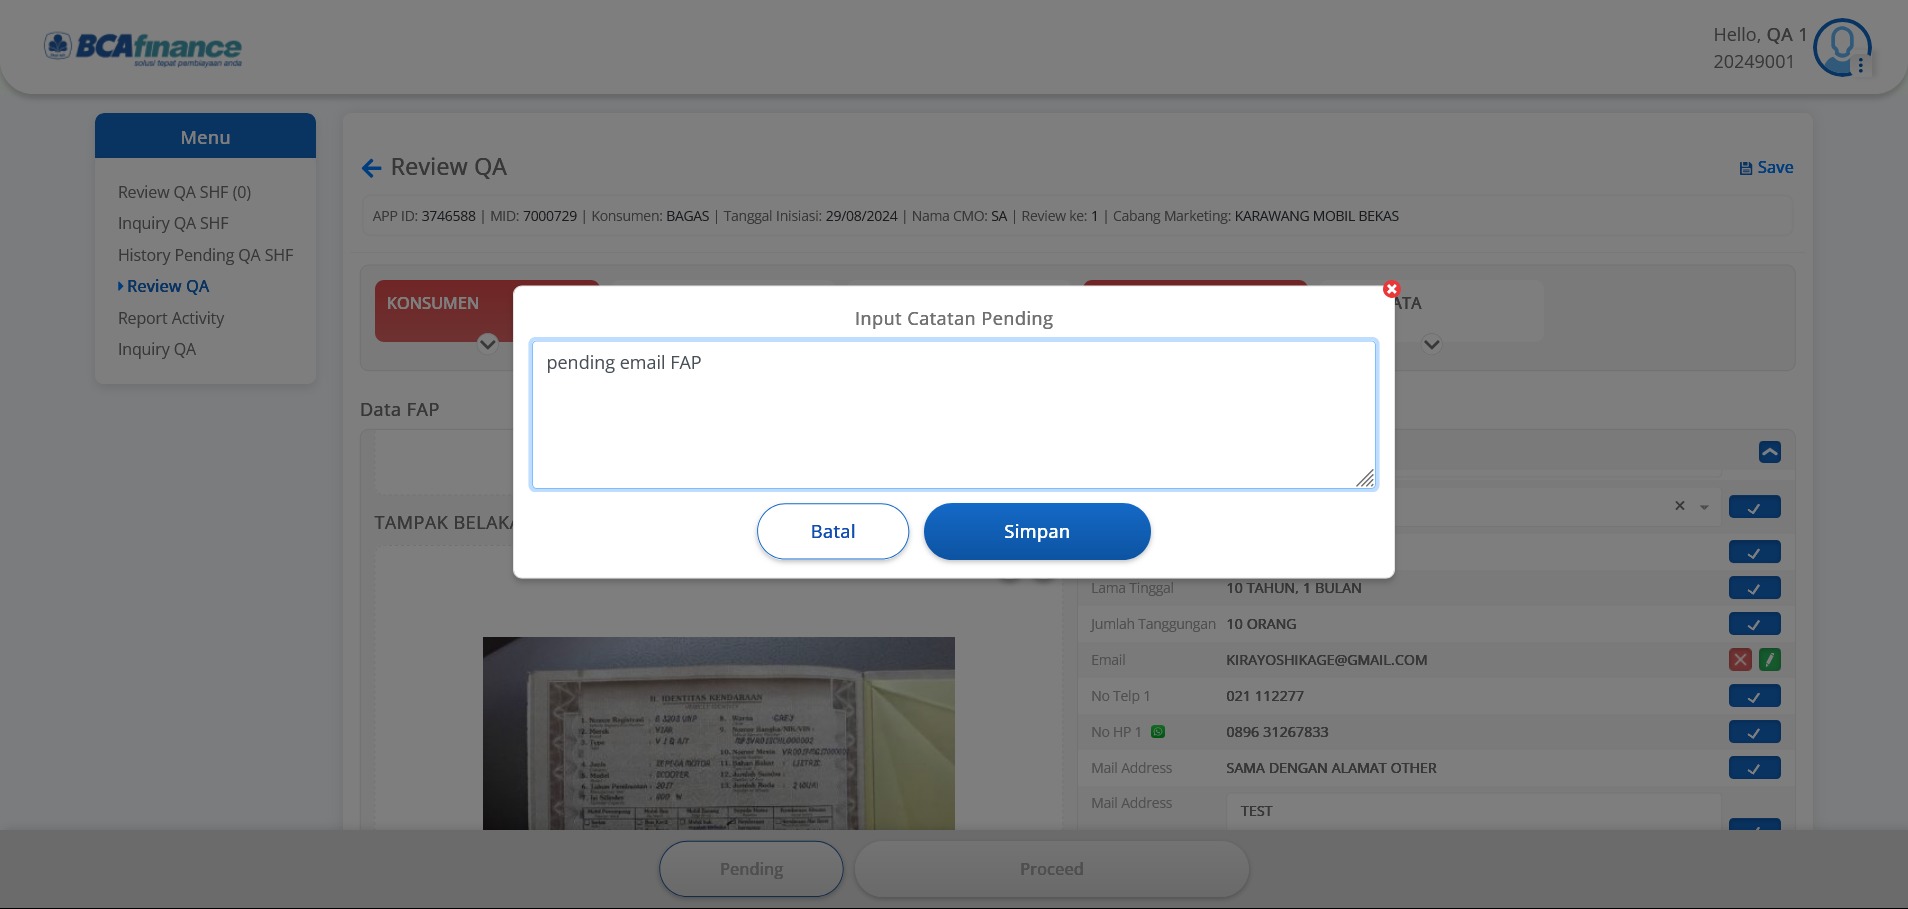 BCAfinance
solusi tepat pembiayaan anda
Hello, QA 1
20249001
Menu
Review QA SHF (0)
Inquiry QA SHF
History Pending QA SHF
Review QA
Report Activity
Inquiry QA
Review QA
Save
APP ID: 3746588 | MID: 7000729 | Konsumen: BAGAS | Tanggal Inisiasi: 29/08/2024 | Nama CMO: SA | Review ke: 1 | Cabang Marketing: KARAWANG MOBIL BEKAS
KONSUMEN
ATA
Input Catatan Pending
pending email FAP
Batal
Simpan
Data FAP
TAMPAK BELAKA
II. IDENTITAS KENDARAAN
Lama Tinggal 10 TAHUN, 1 BULAN
Jumlah Tanggungan 10 ORANG
Email KIRAYOSHIKAGE@GMAIL.COM
No Telp 1 021 112277
No HP 1 0896 31267833
Mail Address SAMA DENGAN ALAMAT OTHER
Mail Address TEST
Pending
Proceed